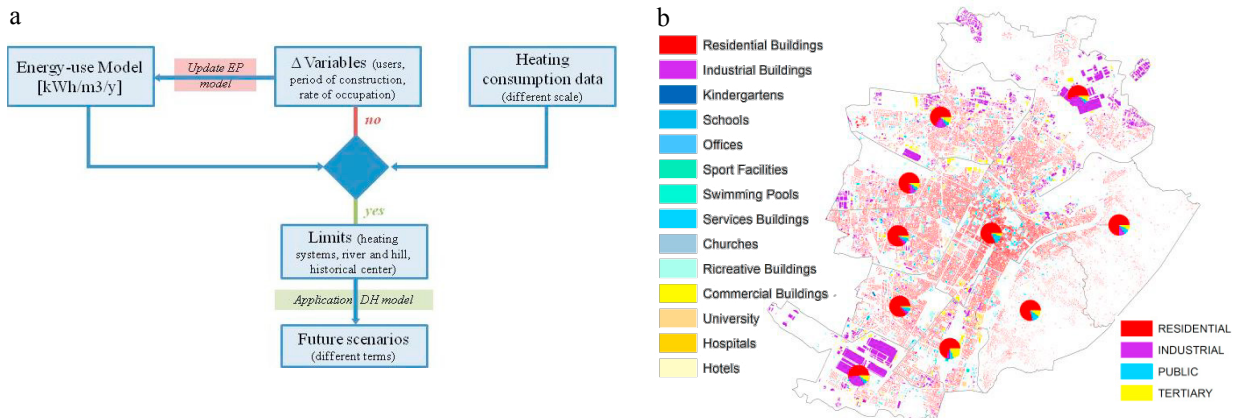 a
Energy-use Model
[kWh/m3/y]
Update EP
model
Δ Variables (users,
period of construction,
rate of occupation)
Heating
consumption data
(different scale)
no
yes
Limits (heating
systems, river and hill,
historical center)
Application DH model
Future scenarios
(different terms)
b
Residential Buildings
Industrial Buildings
Kindergartens
Schools
Offices
Sport Facilities
Swimming Pools
Services Buildings
Churches
Ricreative Buildings
Commercial Buildings
University
Hospitals
Hotels
RESIDENTIAL
INDUSTRIAL
PUBLIC
TERTIARY